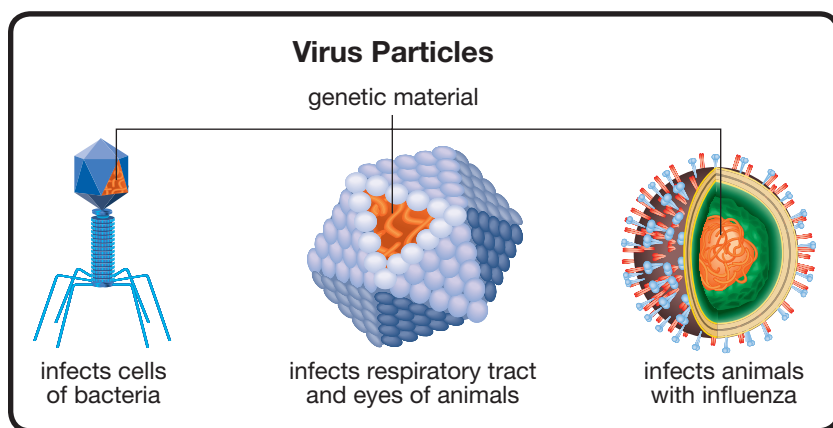 Virus Particles
genetic material
infects cells
of bacteria
infects respiratory tract
and eyes of animals
infects animals
with influenza